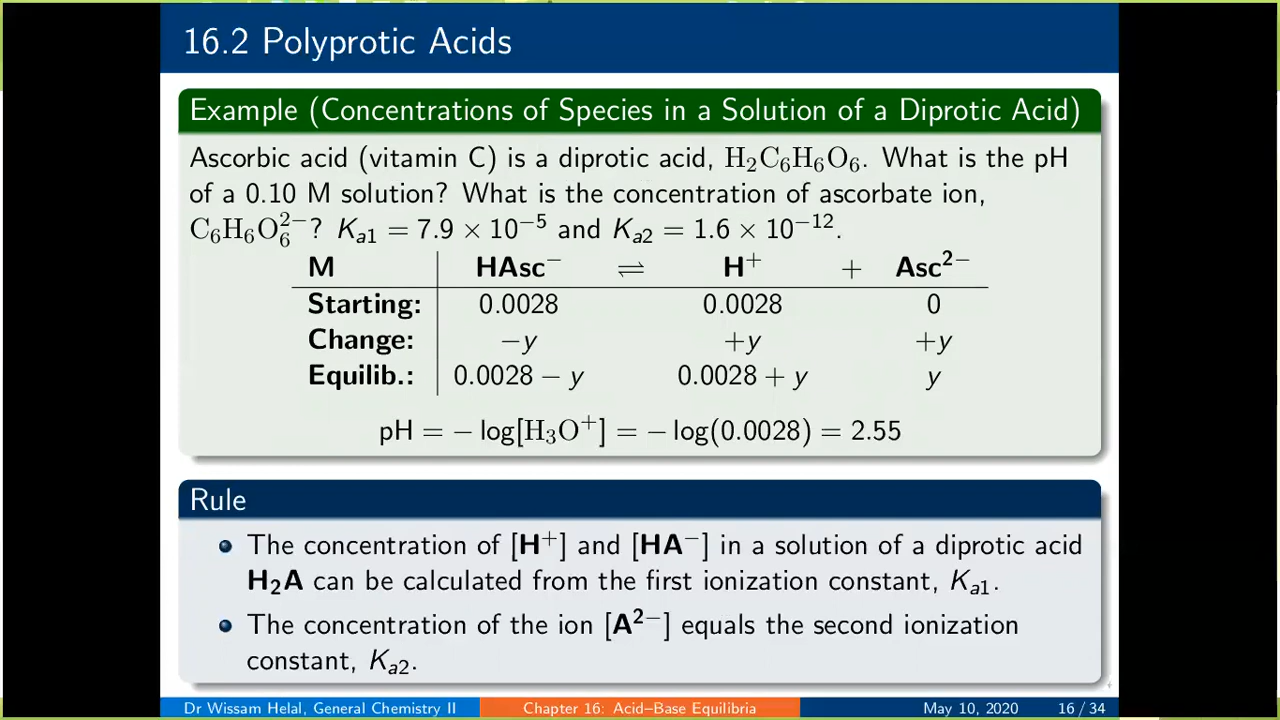 16.2 Polyprotic Acids
Example (Concentrations of Species in a Solution of a Diprotic Acid)
Ascorbic acid (vitamin C) is a diprotic acid, H₂C₆H₆O₆. What is the pH
of a 0.10 M solution? What is the concentration of ascorbate ion,
C₆H₆O₆²⁻? Kₐ₁ = 7.9 × 10⁻⁵ and Kₐ₂ = 1.6 × 10⁻¹².
M HAsc⁻ ⇌ H⁺ + Asc²⁻
Starting: 0.0028 0.0028 0
Change: −y +y +y
Equilib.: 0.0028 − y 0.0028 + y y
pH = − log[H₃O⁺] = − log(0.0028) = 2.55
Rule
The concentration of [H⁺] and [HA⁻] in a solution of a diprotic acid
H₂A can be calculated from the first ionization constant, Kₐ₁.
The concentration of the ion [A²⁻] equals the second ionization
constant, Kₐ₂.
Dr Wissam Helal, General Chemistry II Chapter 16: Acid–Base Equilibria May 10, 2020 16 / 34